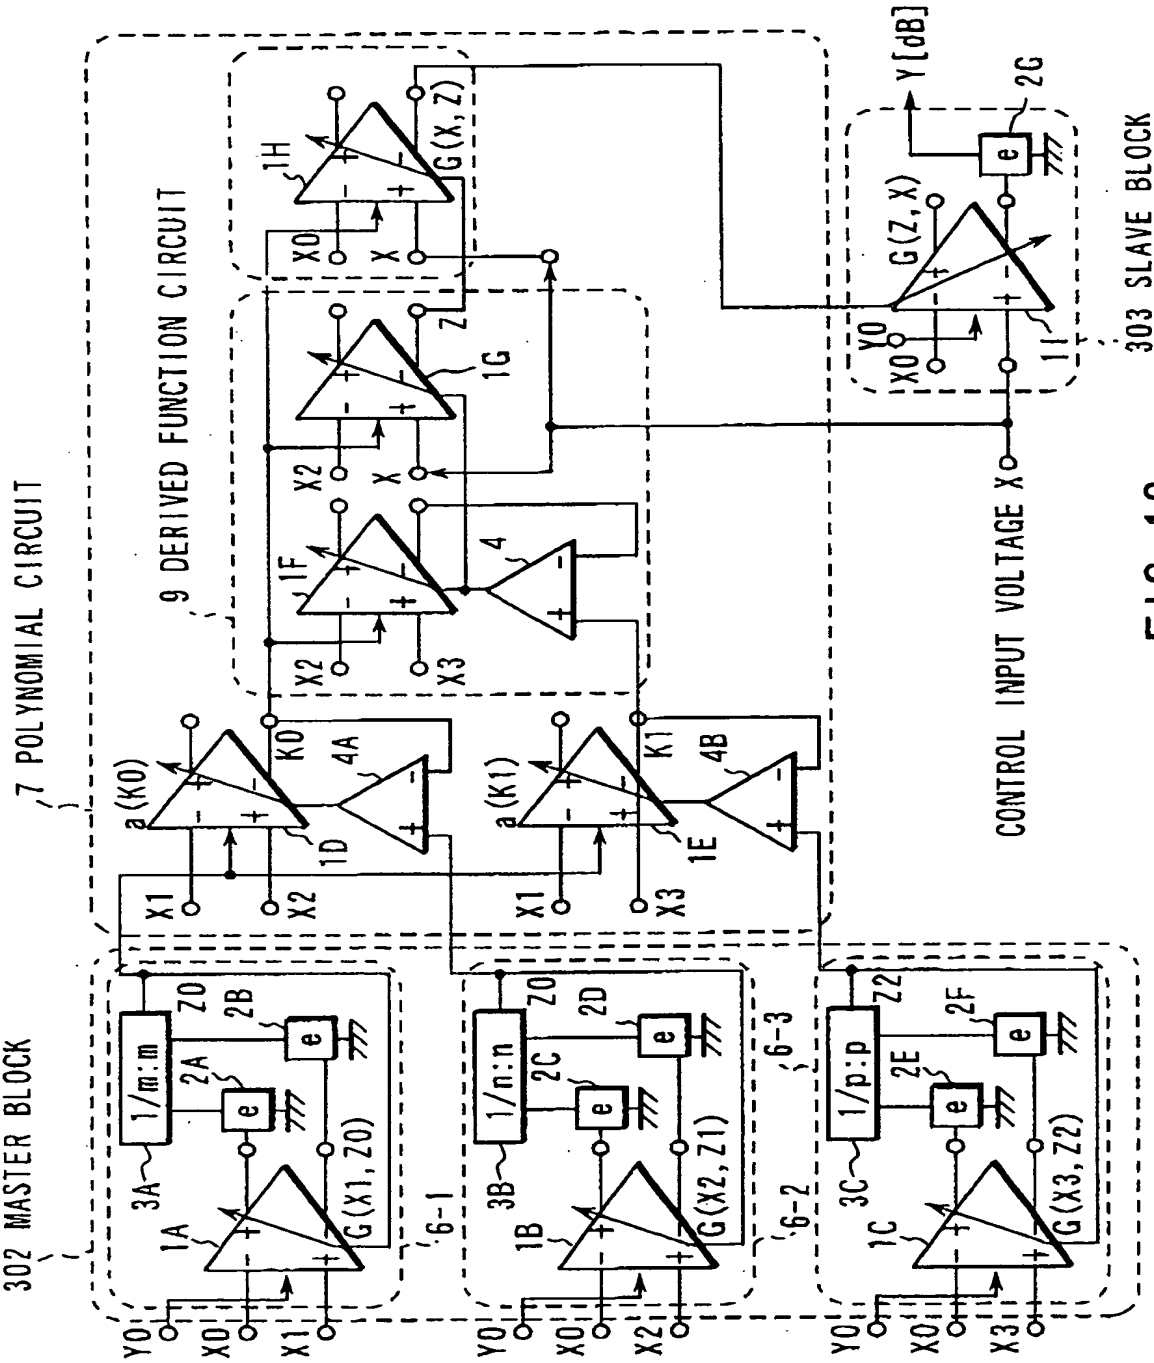 302 MASTER BLOCK
7 POLYNOMIAL CIRCUIT
9 DERIVED FUNCTION CIRCUIT
Y0
X0
X1
1A
3A
1/m:m
2A
e
Z0
2B
e
G(X1,Z0)
6-1
Y0
X0
X2
1B
3B
1/n:n
2C
e
Z0
2D
e
G(X2,Z1)
6-2
6-3
Y0
X0
X3
1C
3C
1/p:p
2E
e
Z2
2F
e
G(X3,Z2)
X1
X2
a(K0)
1D
K0
4A
X1
X3
a(K1)
1E
K1
4B
X2
X3
1F
4
X2
X
1G
Z
X0
X
1H
G(X,Z)
CONTROL INPUT VOLTAGE X
Y0
X0
G(Z,X)
1I
e
2G
Y[dB]
303 SLAVE BLOCK